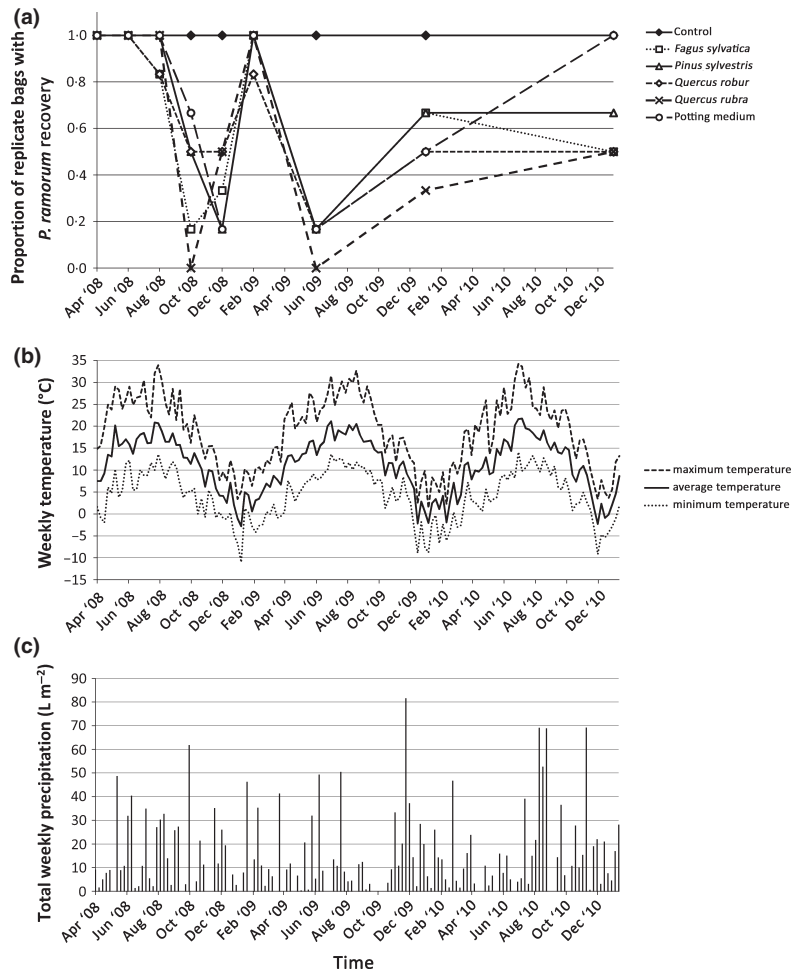 (a)
Proportion of replicate bags with
P. ramorum recovery
1·0
0·8
0·6
0·4
0·2
0·0
Apr ‘08
Jun ‘08
Aug ‘08
Oct ‘08
Dec ‘08
Feb ‘09
Apr ‘09
Jun ‘09
Aug ‘09
Oct ‘09
Dec ‘09
Feb ‘10
Apr ‘10
Jun ‘10
Aug ‘10
Oct ‘10
Dec ‘10
Control
Fagus sylvatica
Pinus sylvestris
Quercus robur
Quercus rubra
Potting medium
(b)
Weekly temperature (°C)
35
30
25
20
15
10
5
0
−5
−10
−15
Apr ‘08
Jun ‘08
Aug ‘08
Oct ‘08
Dec ‘08
Feb ‘09
Apr ‘09
Jun ‘09
Aug ‘09
Oct ‘09
Dec ‘09
Feb ‘10
Apr ‘10
Jun ‘10
Aug ‘10
Oct ‘10
Dec ‘10
maximum temperature
average temperature
minimum temperature
(c)
Total weekly precipitation (L m−2)
90
80
70
60
50
40
30
20
10
0
Apr ‘08
Jun ‘08
Aug ‘08
Oct ‘08
Dec ‘08
Feb ‘09
Apr ‘09
Jun ‘09
Aug ‘09
Oct ‘09
Dec ‘09
Feb ‘10
Apr ‘10
Jun ‘10
Aug ‘10
Oct ‘10
Dec ‘10
Time